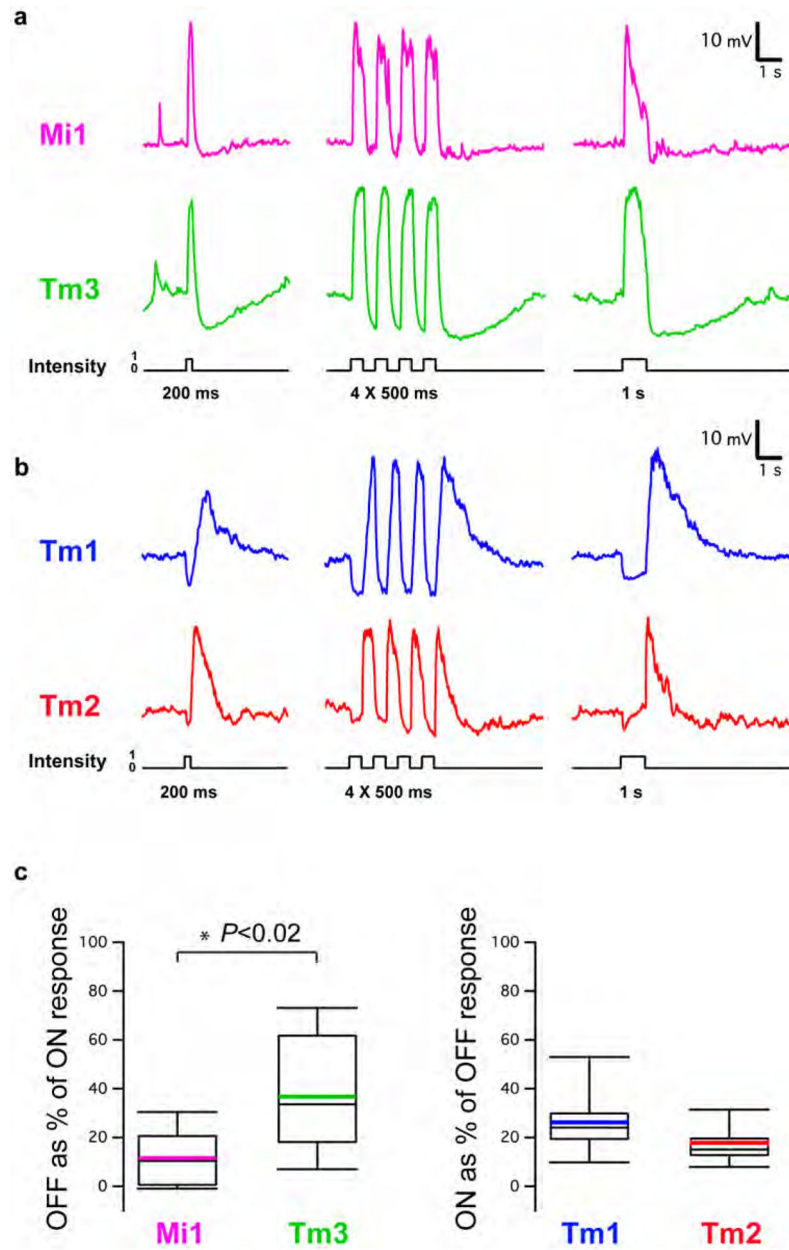 a
10 mV
1 s
Mi1
Tm3
Intensity
1
0
200 ms
4 X 500 ms
1 s
b
10 mV
1 s
Tm1
Tm2
Intensity
1
0
200 ms
4 X 500 ms
1 s
c
OFF as % of ON response
100
80
60
40
20
0
* P<0.02
Mi1
Tm3
ON as % of OFF response
100
80
60
40
20
0
Tm1
Tm2